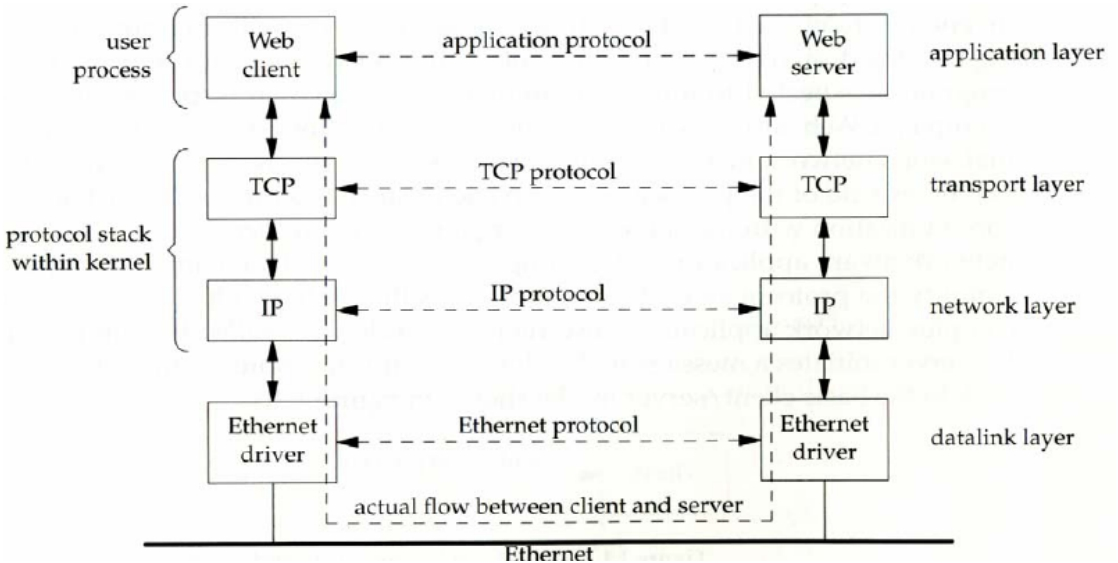 user
process
Web
client
application protocol
Web
server
application layer
TCP
TCP protocol
TCP
transport layer
protocol stack
within kernel
IP
IP protocol
IP
network layer
Ethernet
driver
Ethernet protocol
Ethernet
driver
datalink layer
actual flow between client and server
Ethernet